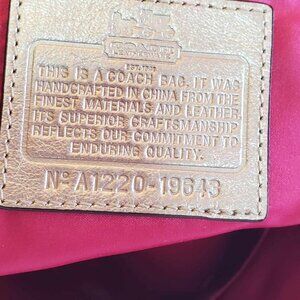 COACH
EST. 1941
THIS IS A COACH BAG. IT WAS
HANDCRAFTED IN CHINA FROM THE
FINEST MATERIALS AND LEATHER.
ITS SUPERIOR CRAFTSMANSHIP
REFLECTS OUR COMMITMENT TO
ENDURING QUALITY.
Nº A1220-19643